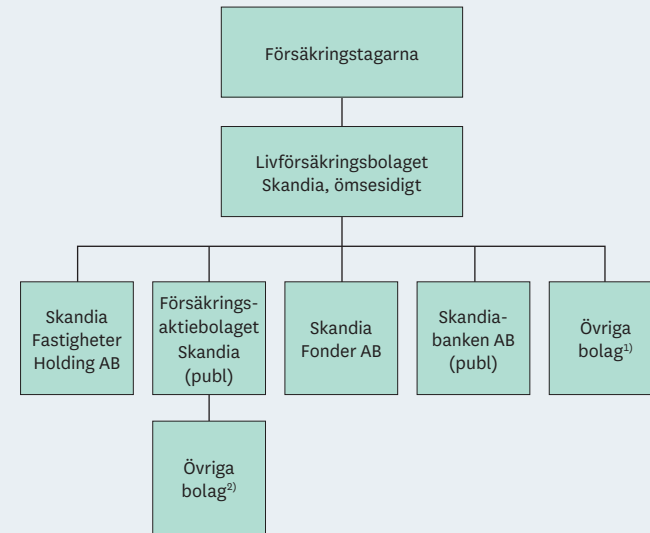 Försäkringstagarna
Livförsäkringsbolaget
Skandia, ömsesidigt
Skandia
Fastigheter
Holding AB
Försäkrings-
aktiebolaget
Skandia
(publ)
Skandia
Fonder AB
Skandia-
banken AB
(publ)
Övriga
bolag¹⁾
Övriga
bolag²⁾